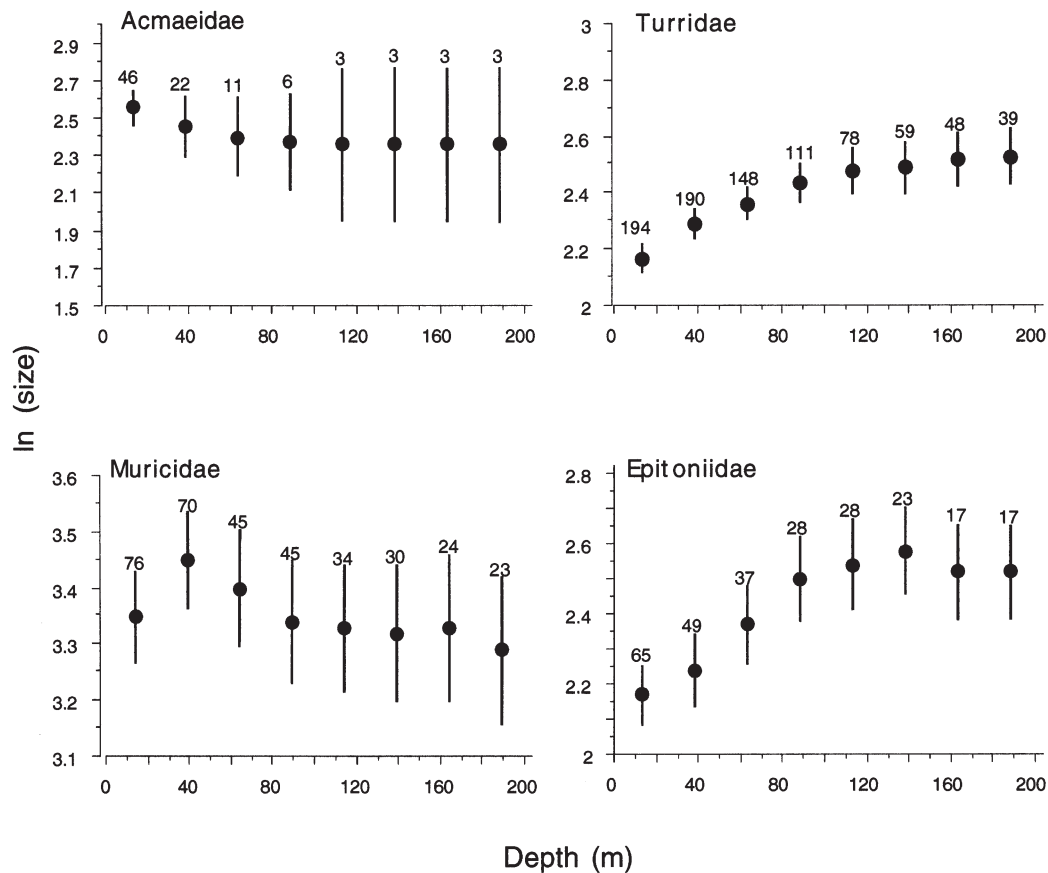 Acmaeidae
2.9
2.7
2.5
2.3
2.1
1.9
1.7
1.5
46 22 11 6 3 3 3 3
0 40 80 120 160 200
Turridae
3
2.8
2.6
2.4
2.2
2
194 190 148 111 78 59 48 39
0 40 80 120 160 200
ln (size)
Muricidae
3.6
3.5
3.4
3.3
3.2
3.1
76 70 45 45 34 30 24 23
0 40 80 120 160 200
Epitoniidae
2.8
2.6
2.4
2.2
2
65 49 37 28 28 23 17 17
0 40 80 120 160 200
Depth (m)